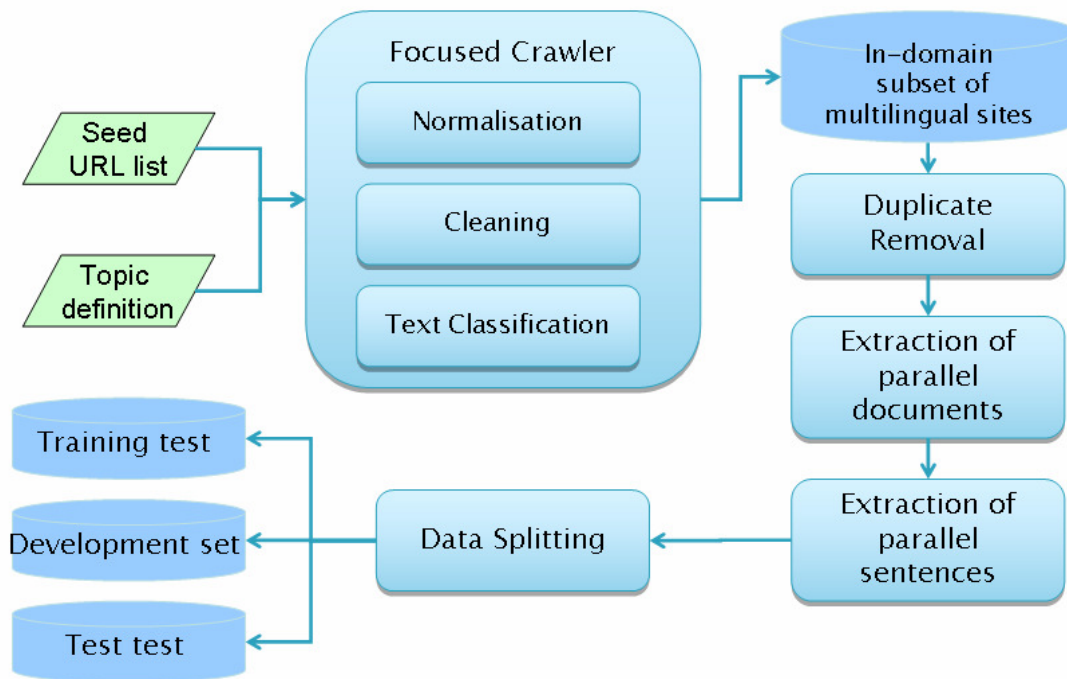 Seed
URL list
Topic
definition
Focused Crawler
Normalisation
Cleaning
Text Classification
In-domain
subset of
multilingual sites
Duplicate
Removal
Extraction of
parallel
documents
Extraction of
parallel
sentences
Data Splitting
Training test
Development set
Test test